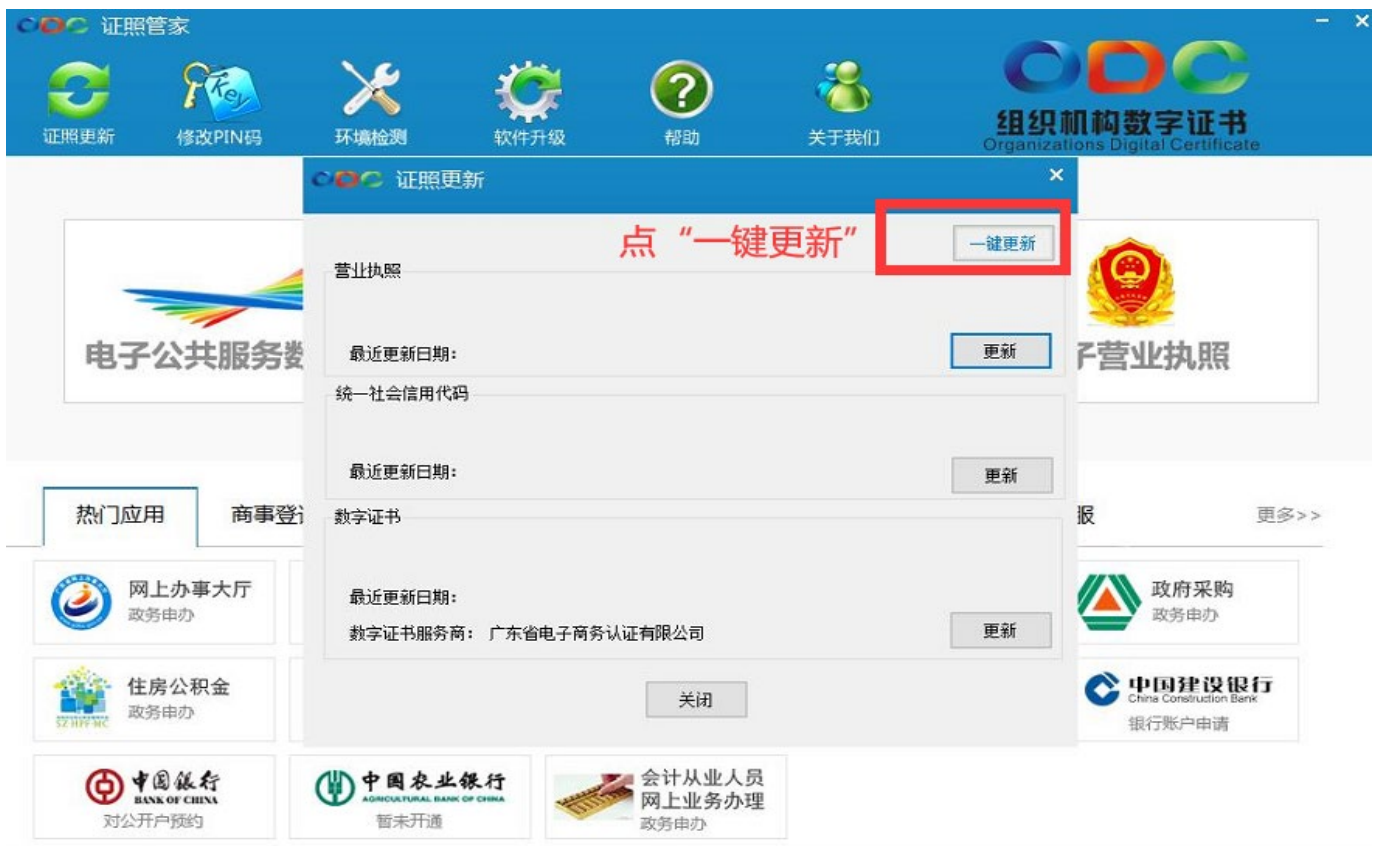 ODC 证照管家
证照更新
修改PIN码
环境检测
软件升级
帮助
关于我们
ODC
组织机构数字证书
Organizations Digital Certificate
Key
ODC 证照更新
点“一键更新”
一键更新
营业执照
最近更新日期：
更新
统一社会信用代码
最近更新日期：
更新
数字证书
最近更新日期：
数字证书服务商： 广东省电子商务认证有限公司
更新
关闭
电子公共服务数
子营业执照
热门应用
商事登记
服
更多>>
网上办事大厅
政务申办
政府采购
政务申办
住房公积金
政务申办
SZ HPF MC
中国建设银行
China Construction Bank
银行账户申请
中国银行
BANK OF CHINA
对公开户预约
中国农业银行
AGRICULTURAL BANK OF CHINA
暂未开通
会计从业人员
网上业务办理
政务申办